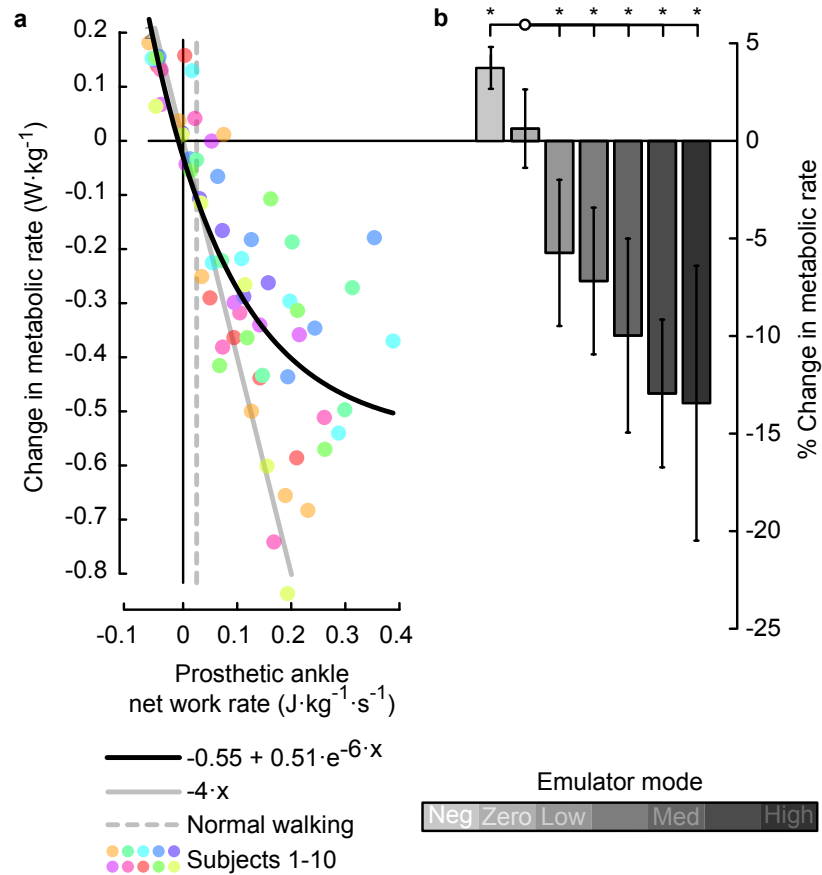 a
b
Change in metabolic rate (W·kg⁻¹)
0.2
0.1
0
-0.1
-0.2
-0.3
-0.4
-0.5
-0.6
-0.7
-0.8
-0.1 0 0.1 0.2 0.3 0.4
Prosthetic ankle
net work rate (J·kg⁻¹·s⁻¹)
-0.55 + 0.51·e⁻⁶·ˣ
-4·x
Normal walking
Subjects 1-10
* * * * * *
5
0
-5
-10
-15
-20
-25
% Change in metabolic rate
Emulator mode
Neg Zero Low Med High